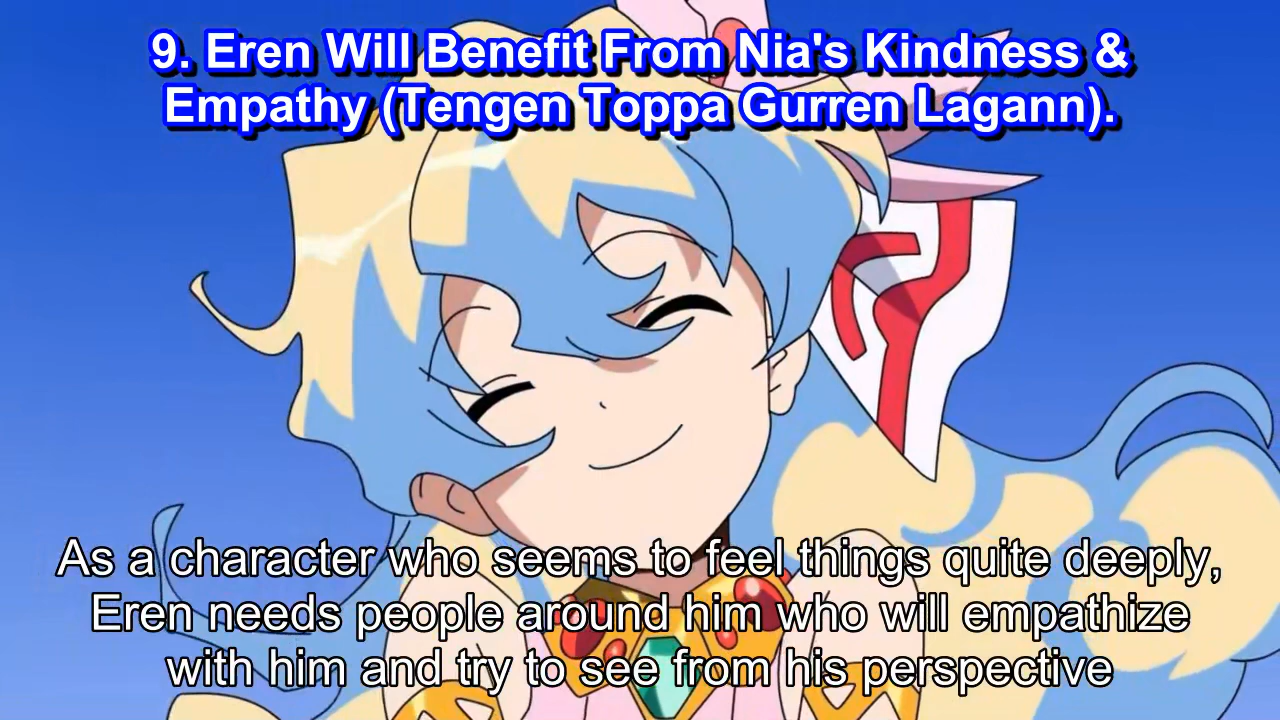 9. Eren Will Benefit From Nia's Kindness &
Empathy (Tengen Toppa Gurren Lagann).
As a character who seems to feel things quite deeply,
Eren needs people around him who will empathize
with him and try to see from his perspective